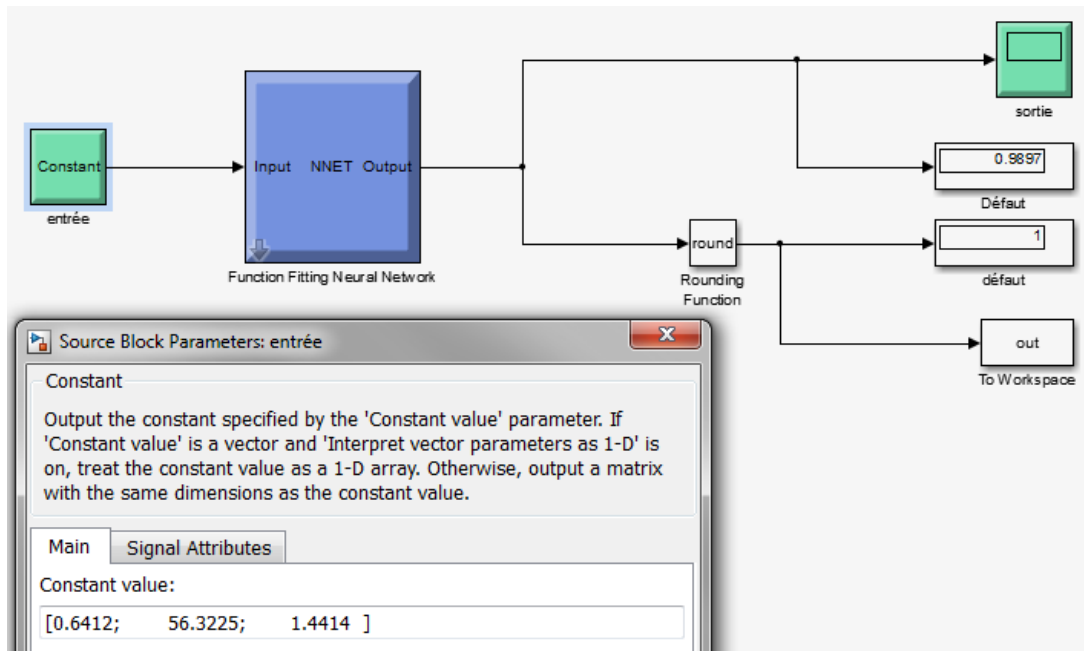 sortie
Constant
entrée
Input NNET Output
Function Fitting Neural Network
0.9897
Défaut
round
Rounding
Function
1
défaut
out
To Workspace
Source Block Parameters: entrée
X
Constant
Output the constant specified by the 'Constant value' parameter. If
'Constant value' is a vector and 'Interpret vector parameters as 1-D' is
on, treat the constant value as a 1-D array. Otherwise, output a matrix
with the same dimensions as the constant value.
Main Signal Attributes
Constant value:
[0.6412; 56.3225; 1.4414 ]